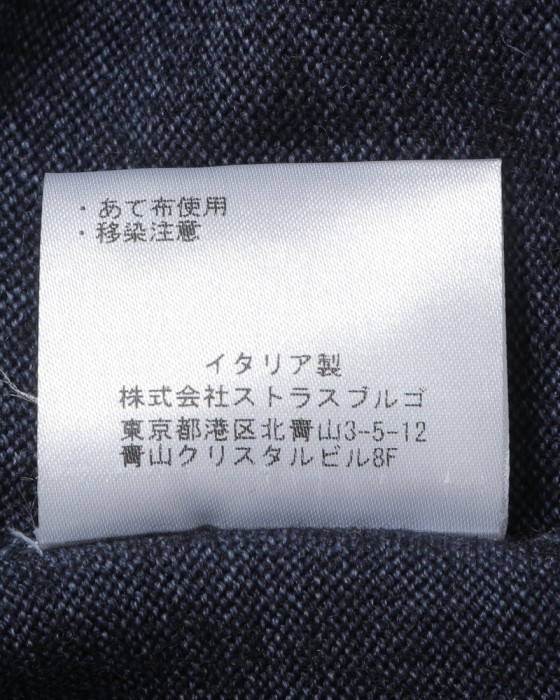 ・あて布使用
・移染注意
イタリア製
株式会社ストラスブルゴ
東京都港区北青山3-5-12
青山クリスタルビル8F